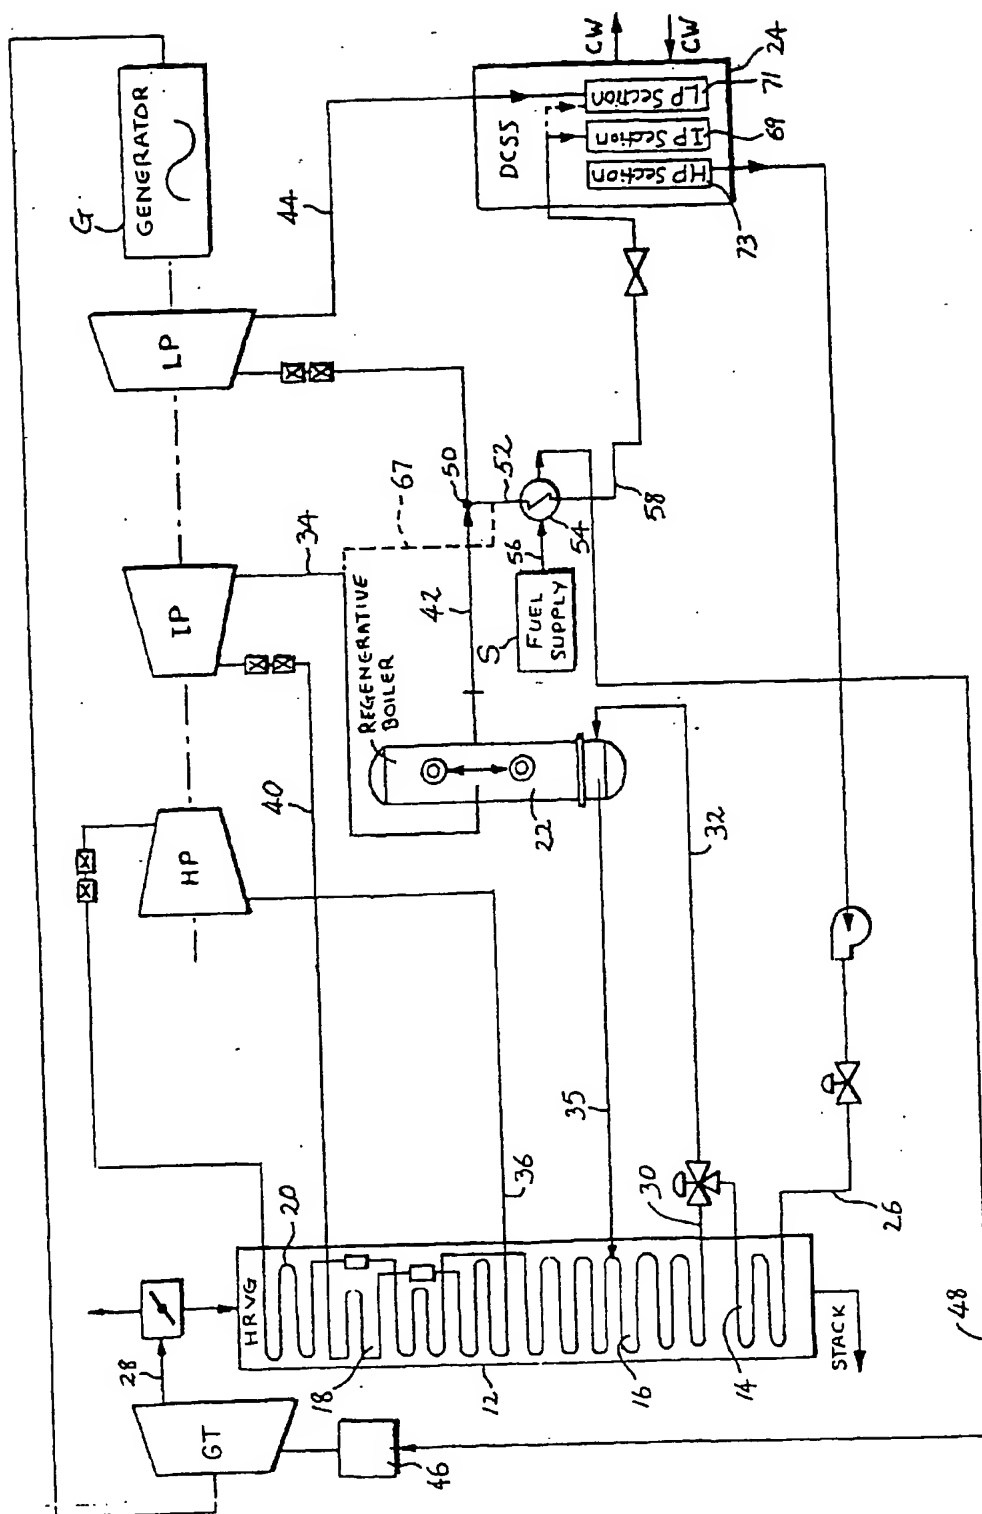 GENERATOR
G
CW
CW
24
DCSS
LP Section
71
IP Section
69
HP Section
73
44
LP
50
67
52
54
56
58
34
IP
42
S
FUEL
SUPPLY
REGENERATIVE
BOILER
22
40
HP
32
36
35
30
26
20
HRVG
18
12
16
14
STACK
28
GT
46
48